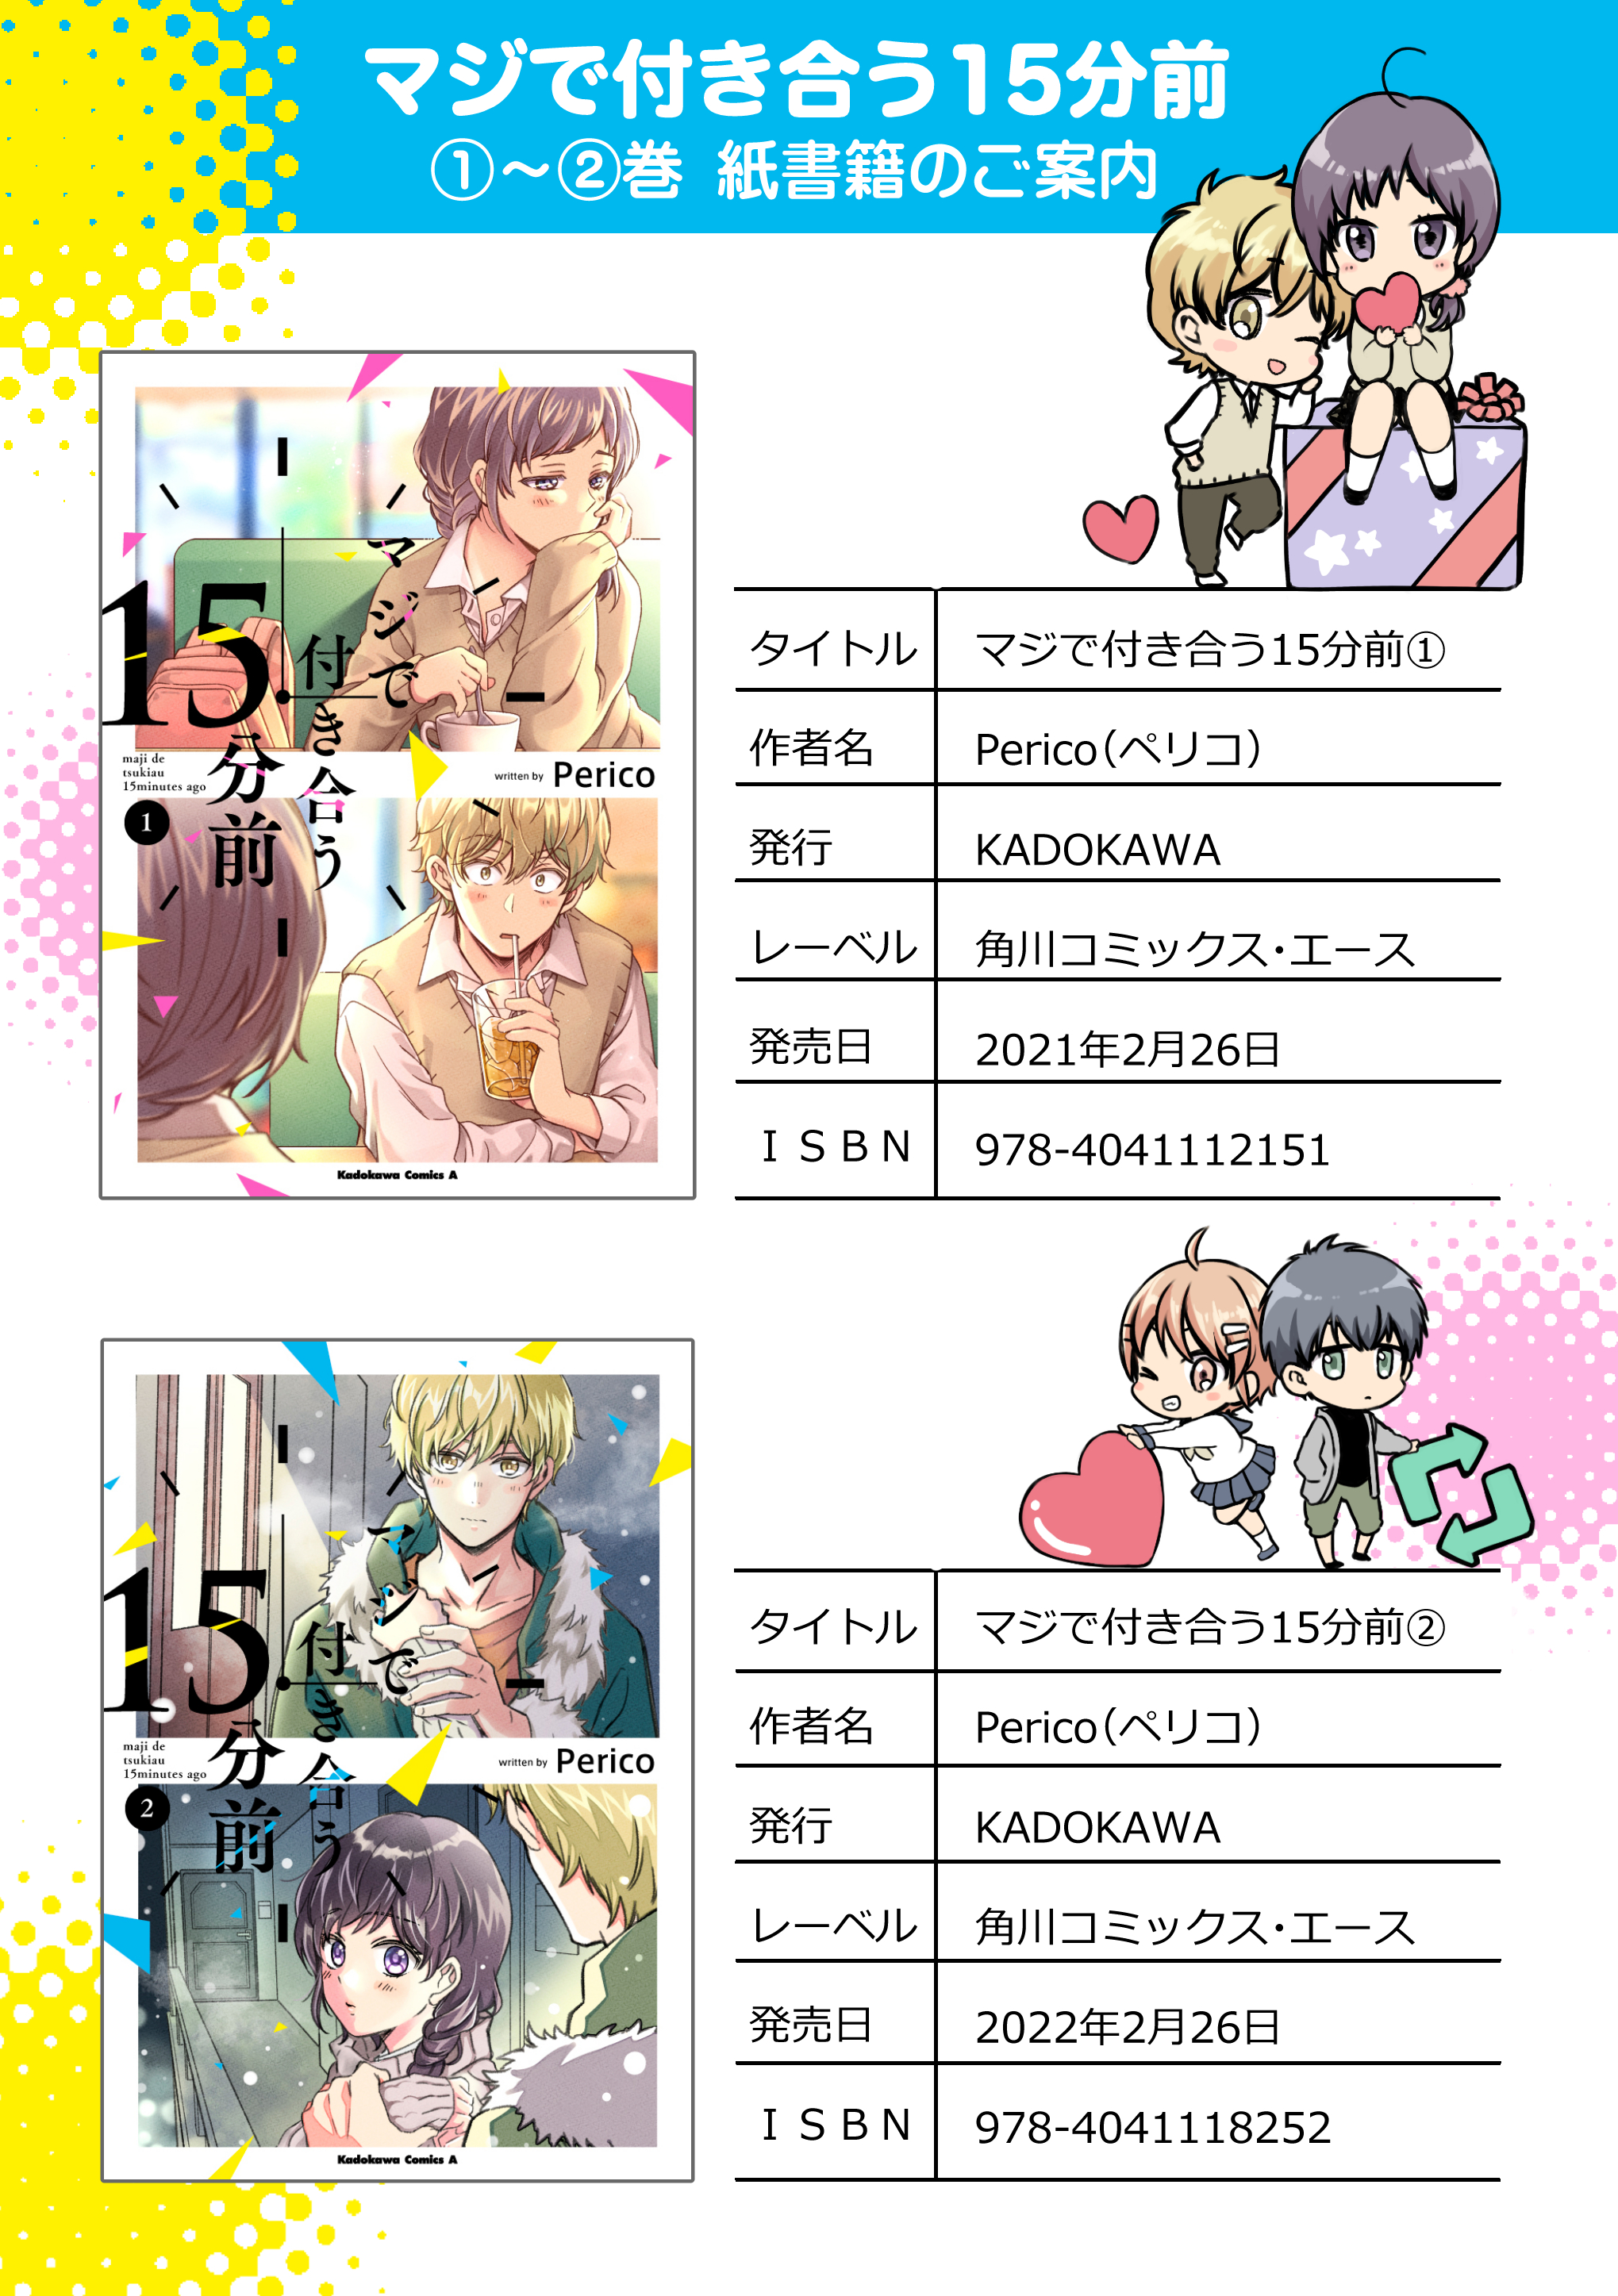 マジで付き合う15分前
①～②巻 紙書籍のご案内
マジで
付き合う
15分前
maji de
tsukiau
15minutes ago
written by Perico
1
Kadokawa Comics A
タイトル マジで付き合う15分前①
作者名 Perico（ペリコ）
発行 KADOKAWA
レーベル 角川コミックス・エース
発売日 2021年2月26日
ＩＳＢＮ 978-4041112151
マジで
付き合う
15分前
maji de
tsukiau
15minutes ago
written by Perico
2
Kadokawa Comics A
タイトル マジで付き合う15分前②
作者名 Perico（ペリコ）
発行 KADOKAWA
レーベル 角川コミックス・エース
発売日 2022年2月26日
ＩＳＢＮ 978-4041118252